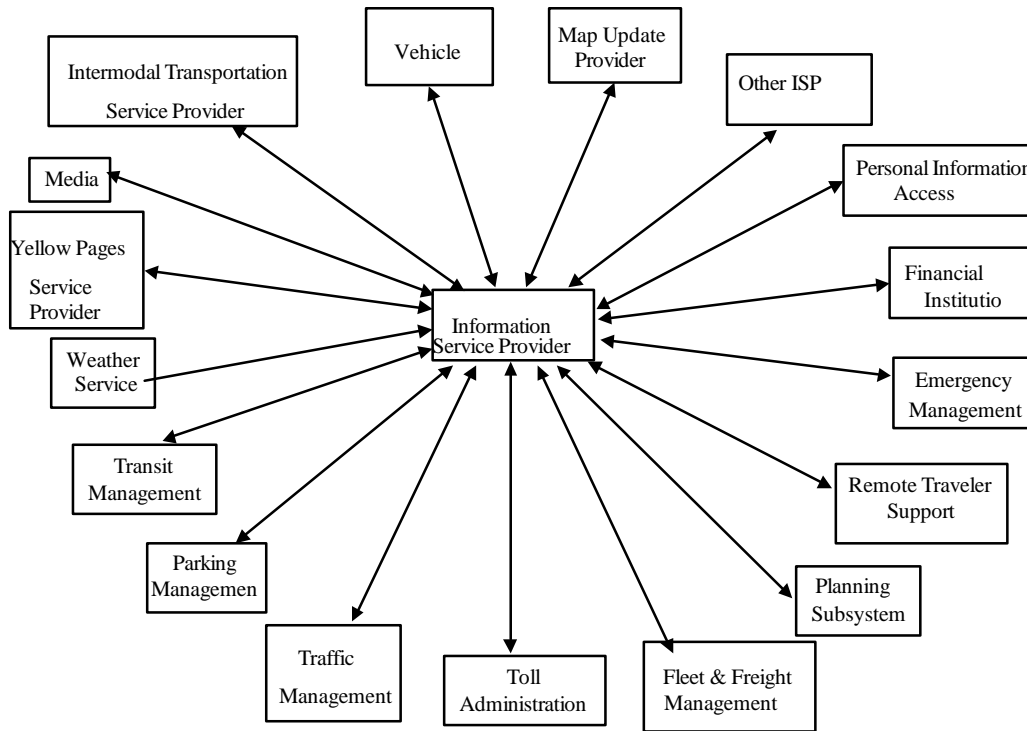 Intermodal Transportation
Service Provider
Vehicle
Map Update
Provider
Other ISP
Media
Personal Information
Access
Yellow Pages
Service
Provider
Financial
Institutio
Information
Service Provider
Weather
Service
Emergency
Management
Transit
Management
Remote Traveler
Support
Parking
Managemen
Planning
Subsystem
Traffic
Management
Toll
Administration
Fleet & Freight
Management